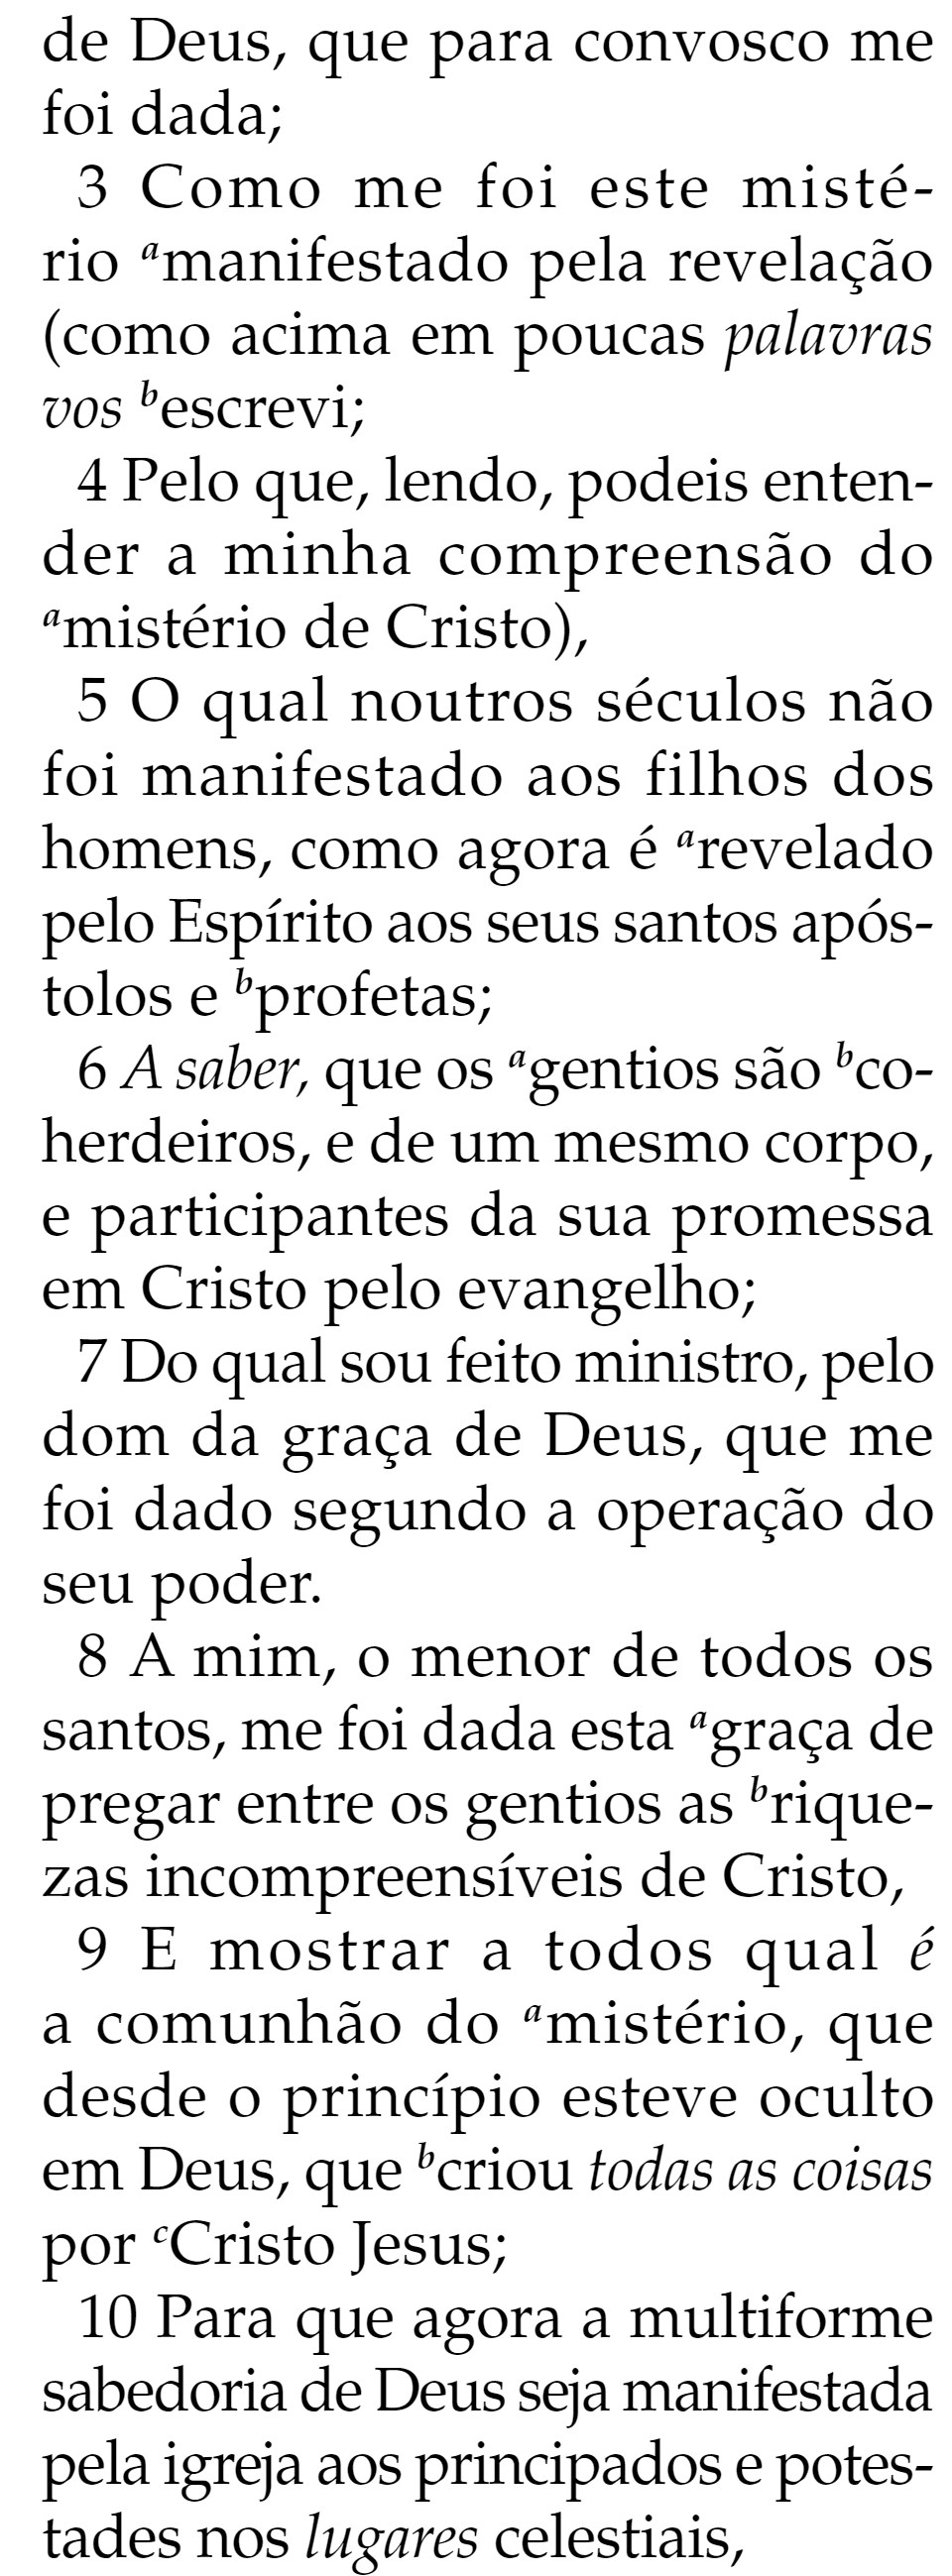 de Deus, que para convosco me
foi dada;
3 Como me foi este misté-
rio ᵃmanifestado pela revelação
(como acima em poucas palavras
vos ᵇescrevi;
4 Pelo que, lendo, podeis enten-
der a minha compreensão do
ᵃmistério de Cristo),
5 O qual noutros séculos não
foi manifestado aos filhos dos
homens, como agora é ᵃrevelado
pelo Espírito aos seus santos após-
tolos e ᵇprofetas;
6 A saber, que os ᵃgentios são ᵇco-
herdeiros, e de um mesmo corpo,
e participantes da sua promessa
em Cristo pelo evangelho;
7 Do qual sou feito ministro, pelo
dom da graça de Deus, que me
foi dado segundo a operação do
seu poder.
8 A mim, o menor de todos os
santos, me foi dada esta ᵃgraça de
pregar entre os gentios as ᵇrique-
zas incompreensíveis de Cristo,
9 E mostrar a todos qual é
a comunhão do ᵃmistério, que
desde o princípio esteve oculto
em Deus, que ᵇcriou todas as coisas
por ᶜCristo Jesus;
10 Para que agora a multiforme
sabedoria de Deus seja manifestada
pela igreja aos principados e potes-
tades nos lugares celestiais,